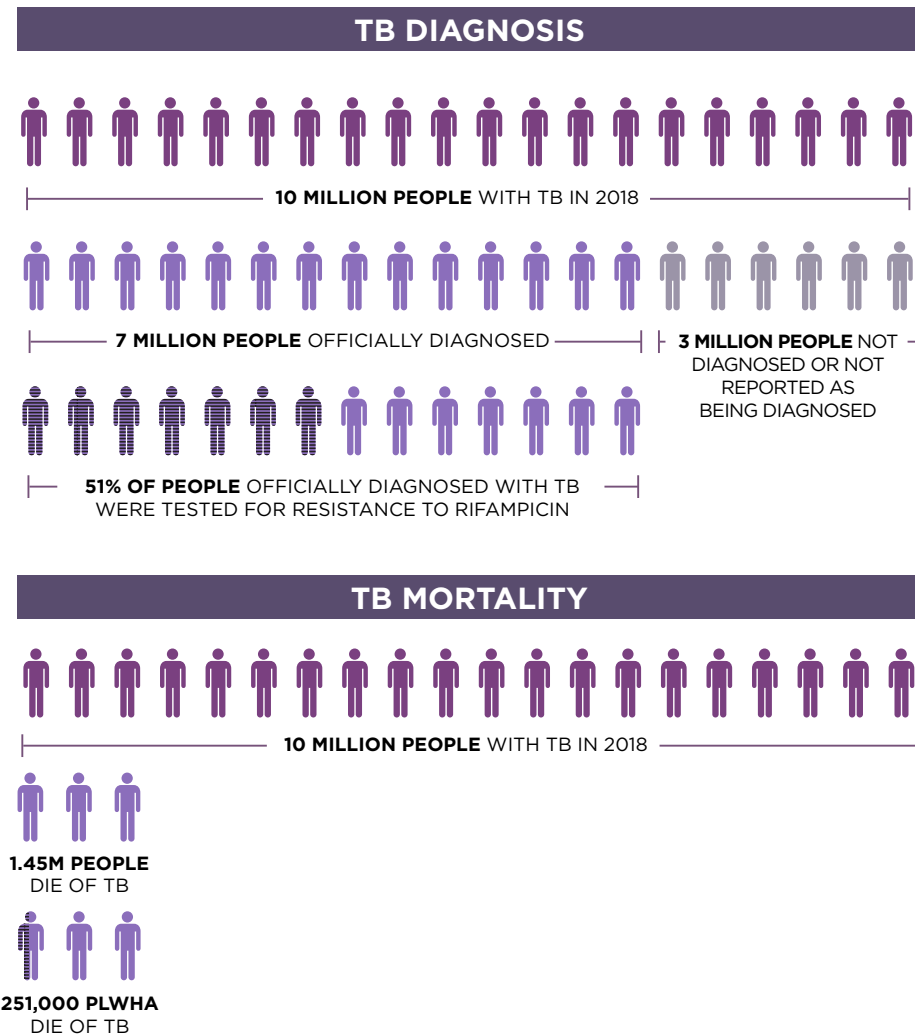 TB DIAGNOSIS
10 MILLION PEOPLE WITH TB IN 2018
7 MILLION PEOPLE OFFICIALLY DIAGNOSED
3 MILLION PEOPLE NOT
DIAGNOSED OR NOT
REPORTED AS
BEING DIAGNOSED
51% OF PEOPLE OFFICIALLY DIAGNOSED WITH TB
WERE TESTED FOR RESISTANCE TO RIFAMPICIN
TB MORTALITY
10 MILLION PEOPLE WITH TB IN 2018
1.45M PEOPLE
DIE OF TB
251,000 PLWHA
DIE OF TB